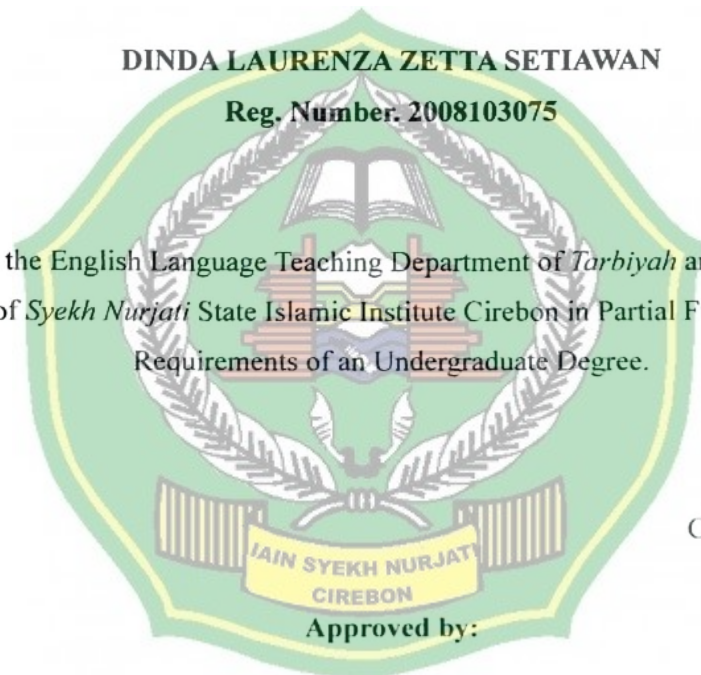 DINDA LAURENZA ZETTA SETIAWAN
Reg. Number. 2008103075
the English Language Teaching Department of Tarbiyah an
of Syekh Nurjati State Islamic Institute Cirebon in Partial F
Requirements of an Undergraduate Degree.
C
IAIN SYEKH NURJATI
CIREBON
Approved by: